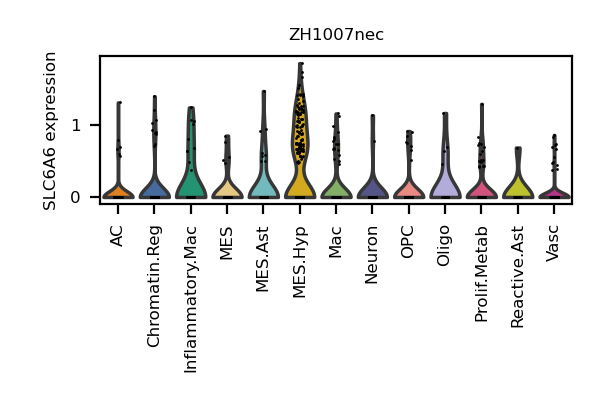 ZH1007nec
SLC6A6 expression
1
0
AC
Chromatin.Reg
Inflammatory.Mac
MES
MES.Ast
MES.Hyp
Mac
Neuron
OPC
Oligo
Prolif.Metab
Reactive.Ast
Vasc